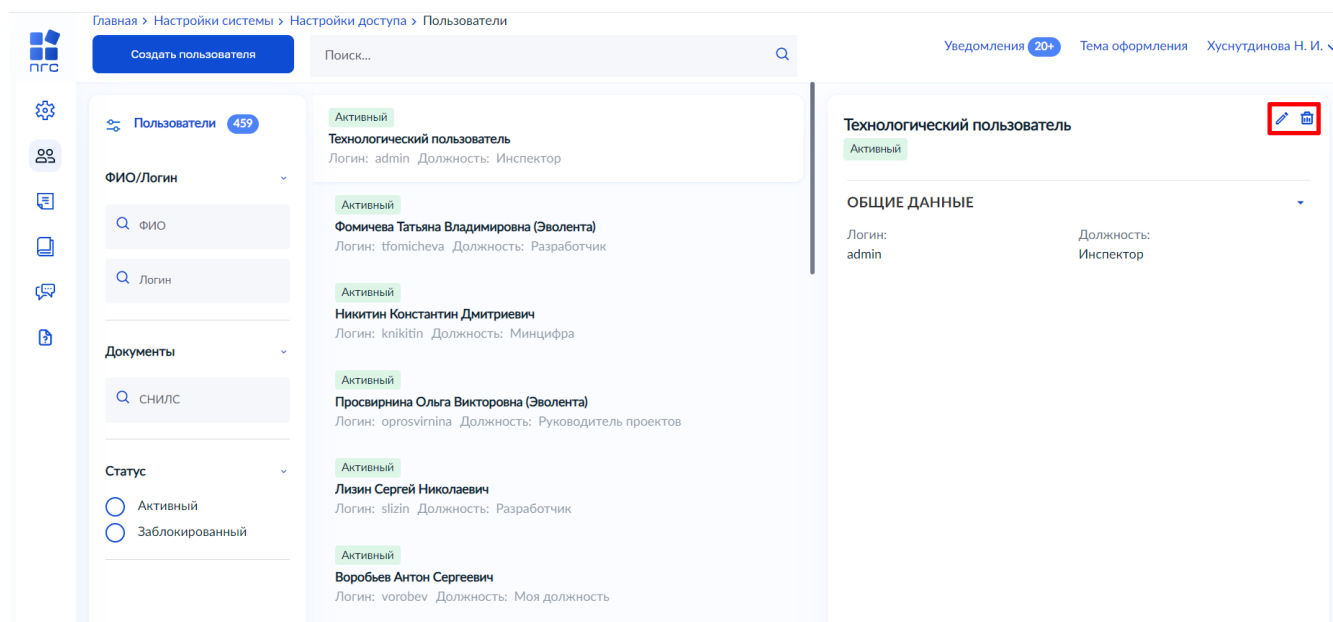 Главная > Настройки системы > Настройки доступа > Пользователи
Создать пользователя
Поиск...
Уведомления 20+ Тема оформления Хуснутдинова Н. И.
ПГС
Пользователи 459
ФИО/Логин
ФИО
Логин
Документы
СНИЛС
Статус
Активный
Заблокированный
Активный
Технологический пользователь
Логин: admin Должность: Инспектор
Активный
Фомичева Татьяна Владимировна (Эволента)
Логин: tfomicheva Должность: Разработчик
Активный
Никитин Константин Дмитриевич
Логин: knikitin Должность: Минцифра
Активный
Просвирнина Ольга Викторовна (Эволента)
Логин: oprosvirnina Должность: Руководитель проектов
Активный
Лизин Сергей Николаевич
Логин: slizin Должность: Разработчик
Активный
Воробьев Антон Сергеевич
Логин: vorobev Должность: Моя должность
Технологический пользователь
Активный
ОБЩИЕ ДАННЫЕ
Логин: Должность:
admin Инспектор